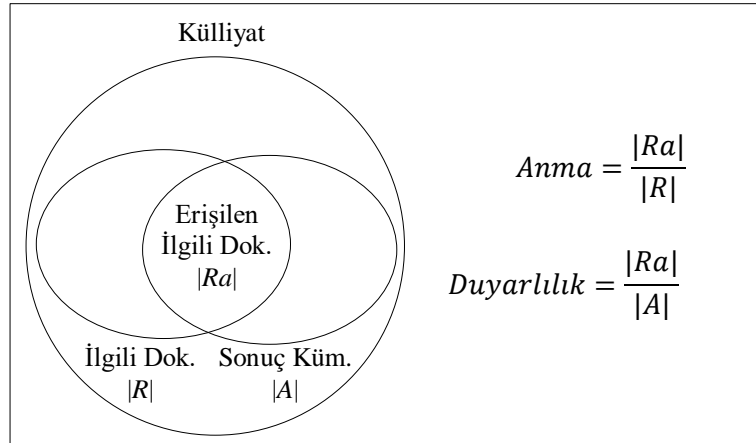 Külliyat
Erişilen
İlgili Dok.
|Ra|
İlgili Dok.
|R|
Sonuç Küm.
|A|
Anma = |Ra| / |R|
Duyarlılık = |Ra| / |A|